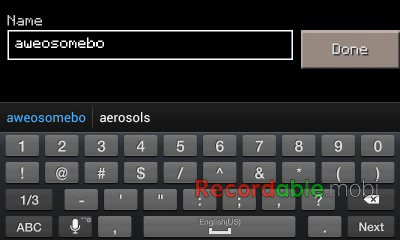 Name
aweosomebo
Done
aweosomebo aerosols
1 2 3 4 5 6 7 8 9 0
! @ # $ / ^ & * ( )
1/3 - ' " : ; , ?
Recordable.mobi
ABC , English(US) . Next